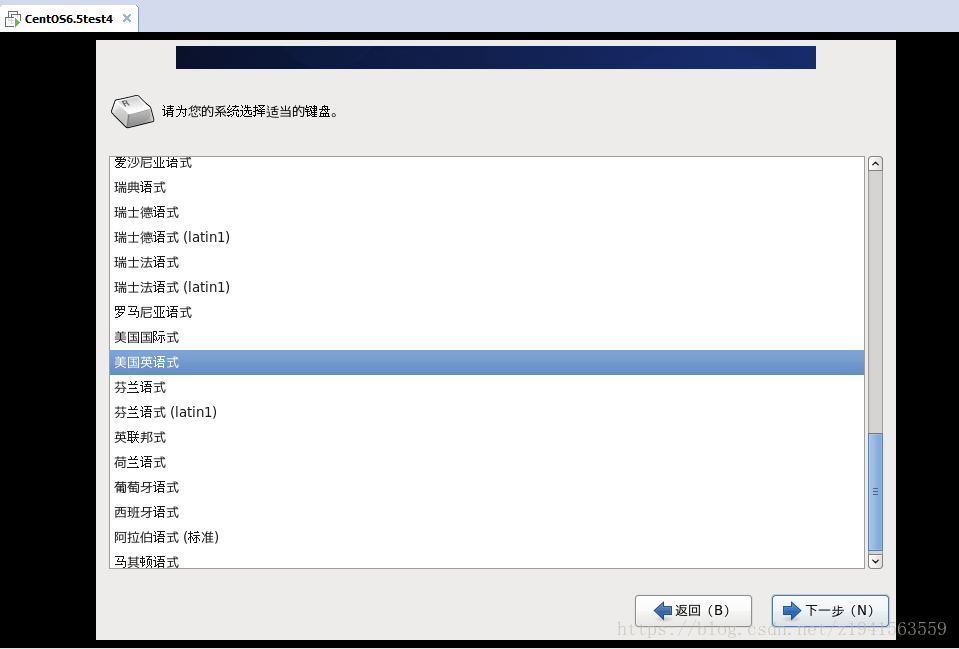 CentOS6.5test4
请为您的系统选择适当的键盘。
爱沙尼亚语式
瑞典语式
瑞士德语式
瑞士德语式 (latin1)
瑞士法语式
瑞士法语式 (latin1)
罗马尼亚语式
美国国际式
美国英语式
芬兰语式
芬兰语式 (latin1)
英联邦式
荷兰语式
葡萄牙语式
西班牙语式
阿拉伯语式 (标准)
马其顿语式
返回（B） 下一步（N）
https://blog.csdn.net/zl941563559